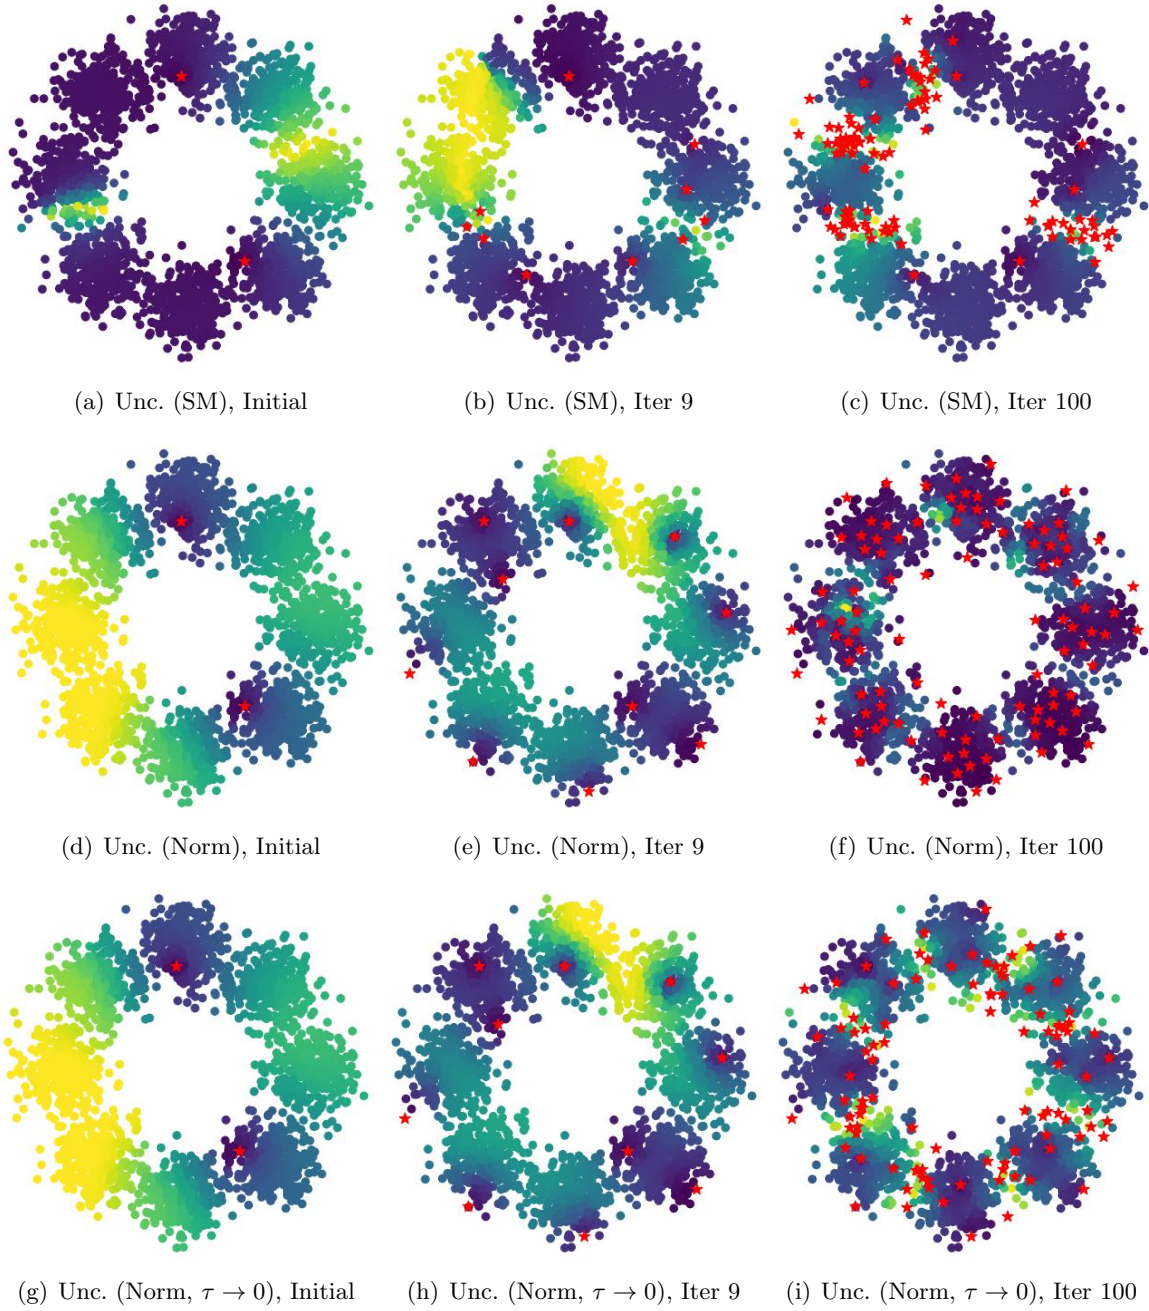 (a) Unc. (SM), Initial
(b) Unc. (SM), Iter 9
(c) Unc. (SM), Iter 100
(d) Unc. (Norm), Initial
(e) Unc. (Norm), Iter 9
(f) Unc. (Norm), Iter 100
(g) Unc. (Norm, τ → 0), Initial
(h) Unc. (Norm, τ → 0), Iter 9
(i) Unc. (Norm, τ → 0), Iter 100